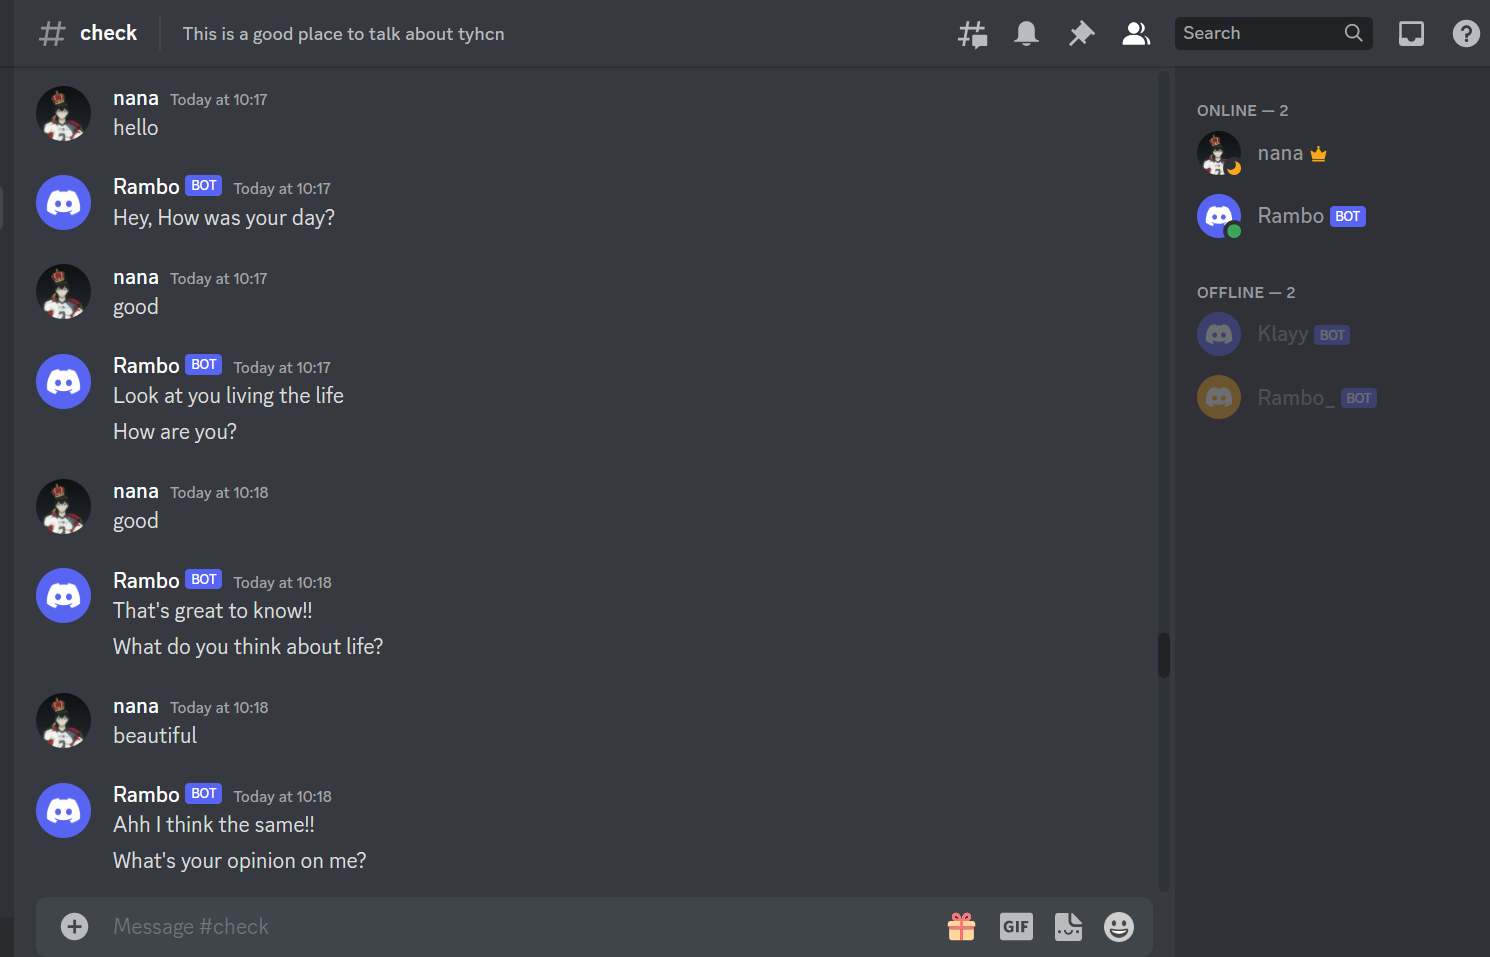 check
This is a good place to talk about tyhcn
Search
nana Today at 10:17
hello
Rambo BOT Today at 10:17
Hey, How was your day?
nana Today at 10:17
good
Rambo BOT Today at 10:17
Look at you living the life
How are you?
nana Today at 10:18
good
Rambo BOT Today at 10:18
That's great to know!!
What do you think about life?
nana Today at 10:18
beautiful
Rambo BOT Today at 10:18
Ahh I think the same!!
What's your opinion on me?
Message #check
GIF
ONLINE — 2
nana
Rambo BOT
OFFLINE — 2
Klayy BOT
Rambo_ BOT